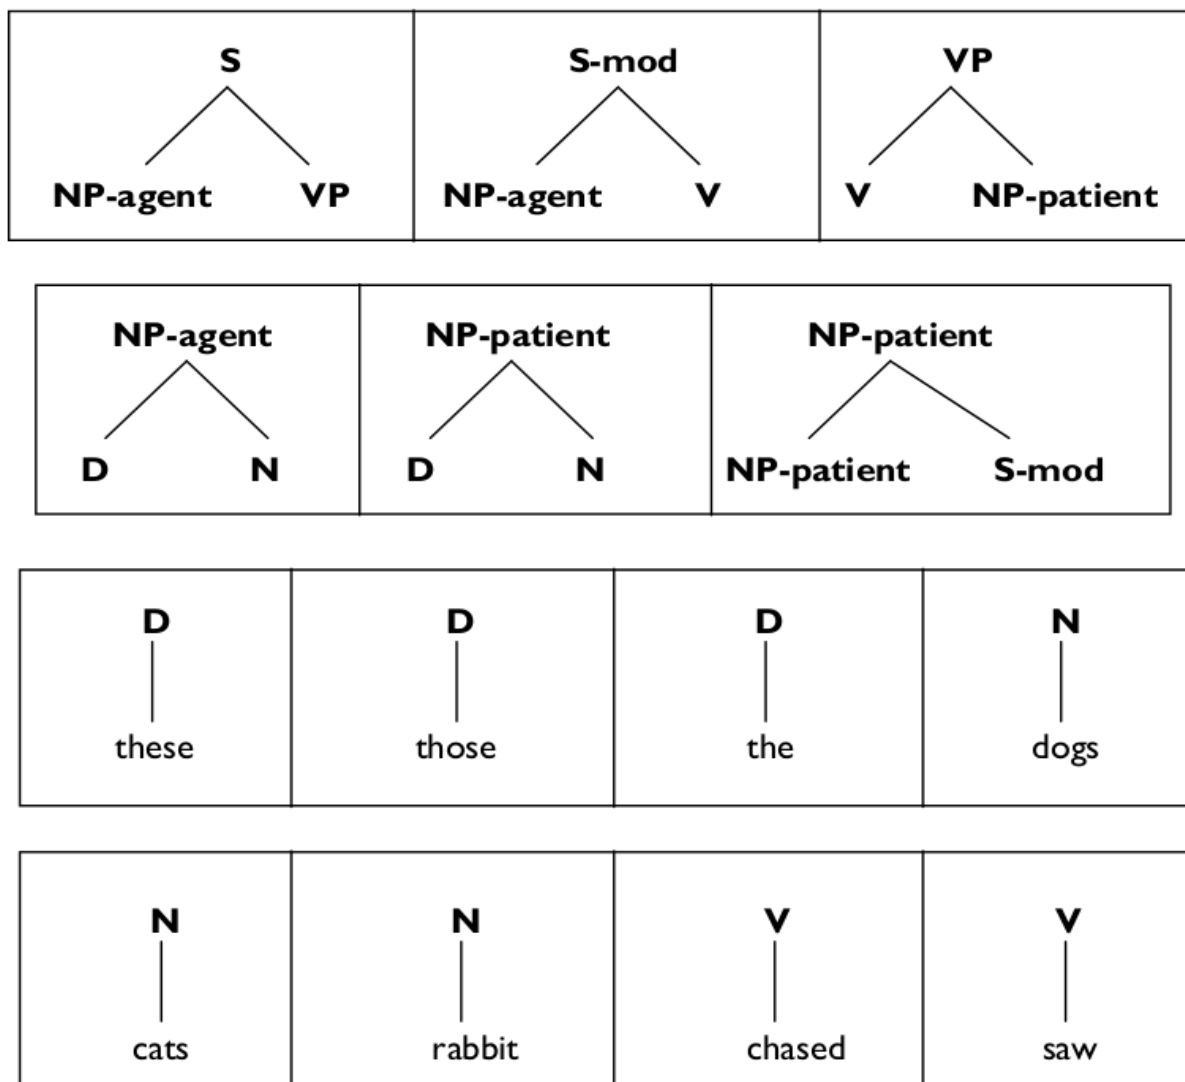 S S-mod VP
NP-agent VP NP-agent V V NP-patient
NP-agent NP-patient NP-patient
D N D N NP-patient S-mod
D D D N
these those the dogs
N N V V
cats rabbit chased saw